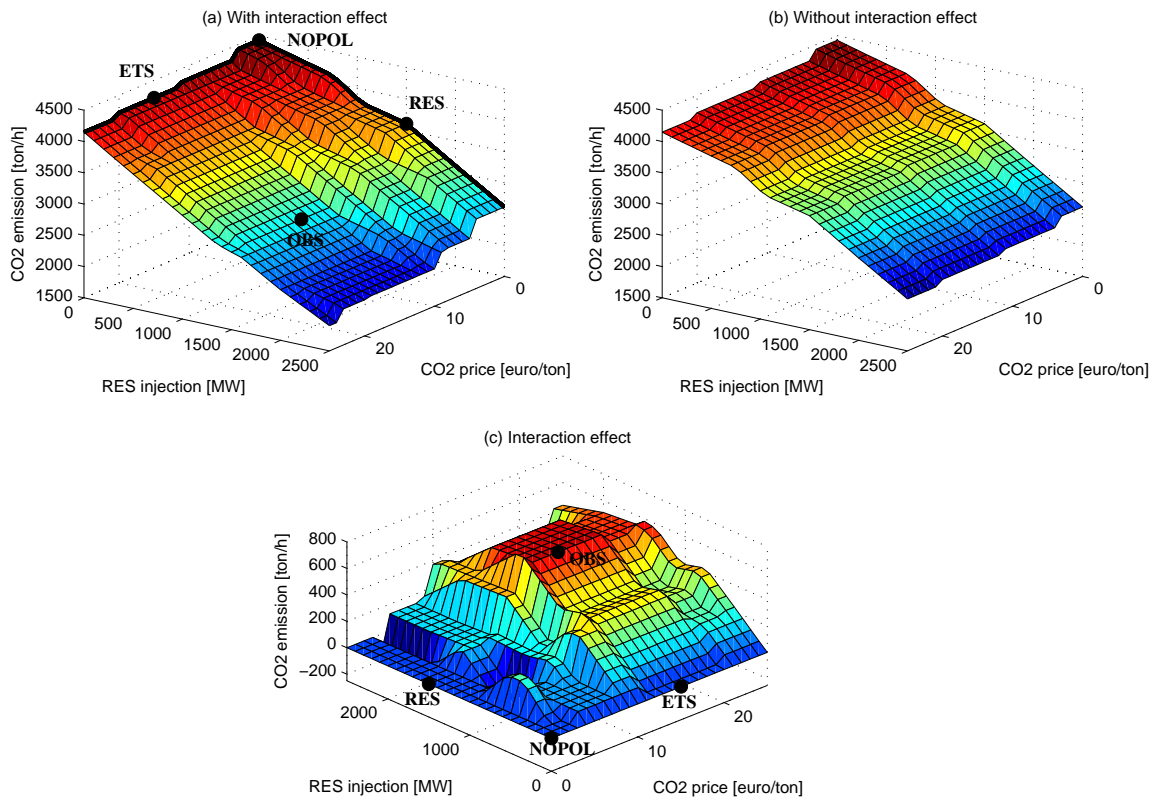 (a) With interaction effect
NOPOL
ETS
RES
OBS
4500
4000
3500
3000
2500
2000
1500
CO2 emission [ton/h]
0
500
1000
1500
2000
2500
RES injection [MW]
20
10
0
CO2 price [euro/ton]
(b) Without interaction effect
4500
4000
3500
3000
2500
2000
1500
CO2 emission [ton/h]
0
500
1000
1500
2000
2500
RES injection [MW]
20
10
0
CO2 price [euro/ton]
(c) Interaction effect
800
600
400
200
0
−200
CO2 emission [ton/h]
OBS
RES
ETS
NOPOL
2000
1000
0
RES injection [MW]
0
10
20
CO2 price [euro/ton]